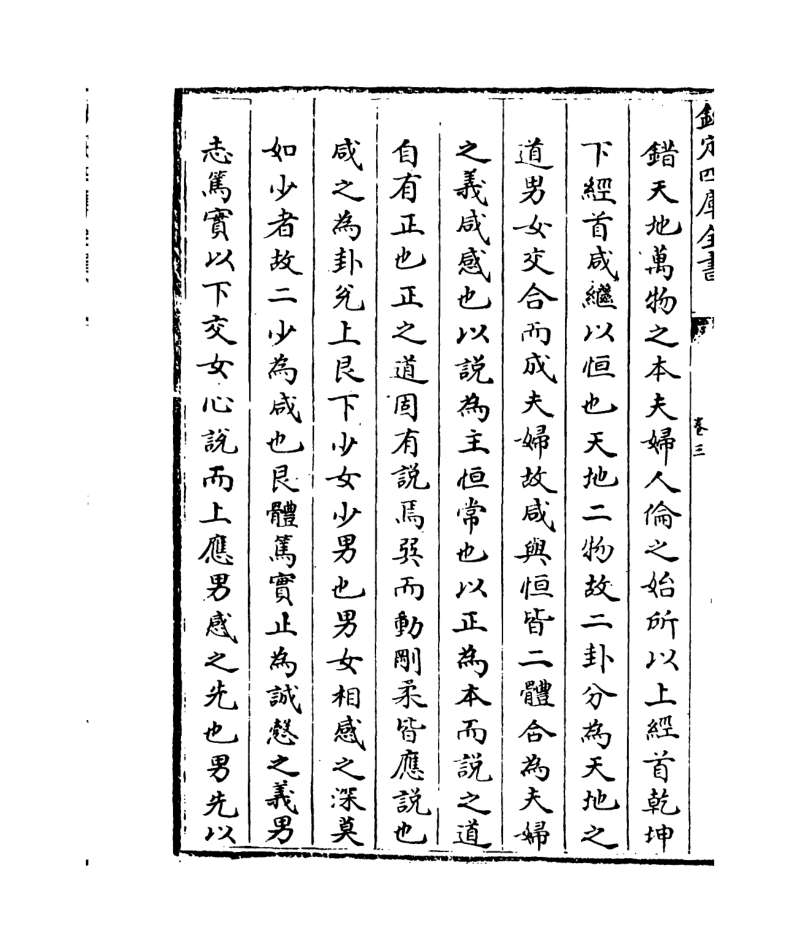 欽定四庫全書
卷三
錯天地萬物之本夫婦人倫之始所以上經首乾坤
下經首咸繼以恒也天地二物故二卦分為天地之
道男女交合而成夫婦故咸與恒皆二體合為夫婦
之義咸感也以説為主恒常也以正為本而説之道
自有正也正之道固有説焉巽而動剛柔皆應説也
咸之為卦兊上艮下少女少男也男女相感之深莫
如少者故二少為咸也艮體篤實止為誠慤之義男
志篤實以下交女心説而上應男感之先也男先以